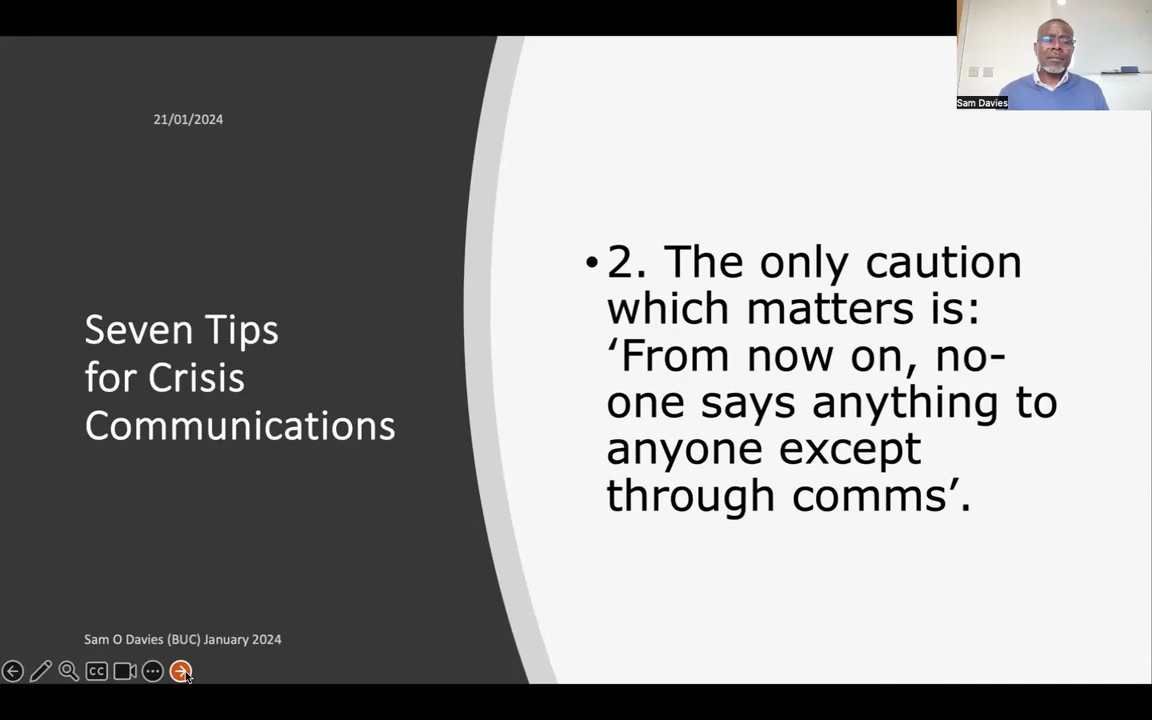 21/01/2024
Sam Davies
Seven Tips
for Crisis
Communications
•2. The only caution
which matters is:
‘From now on, no-
one says anything to
anyone except
through comms’.
Sam O Davies (BUC) January 2024
CC